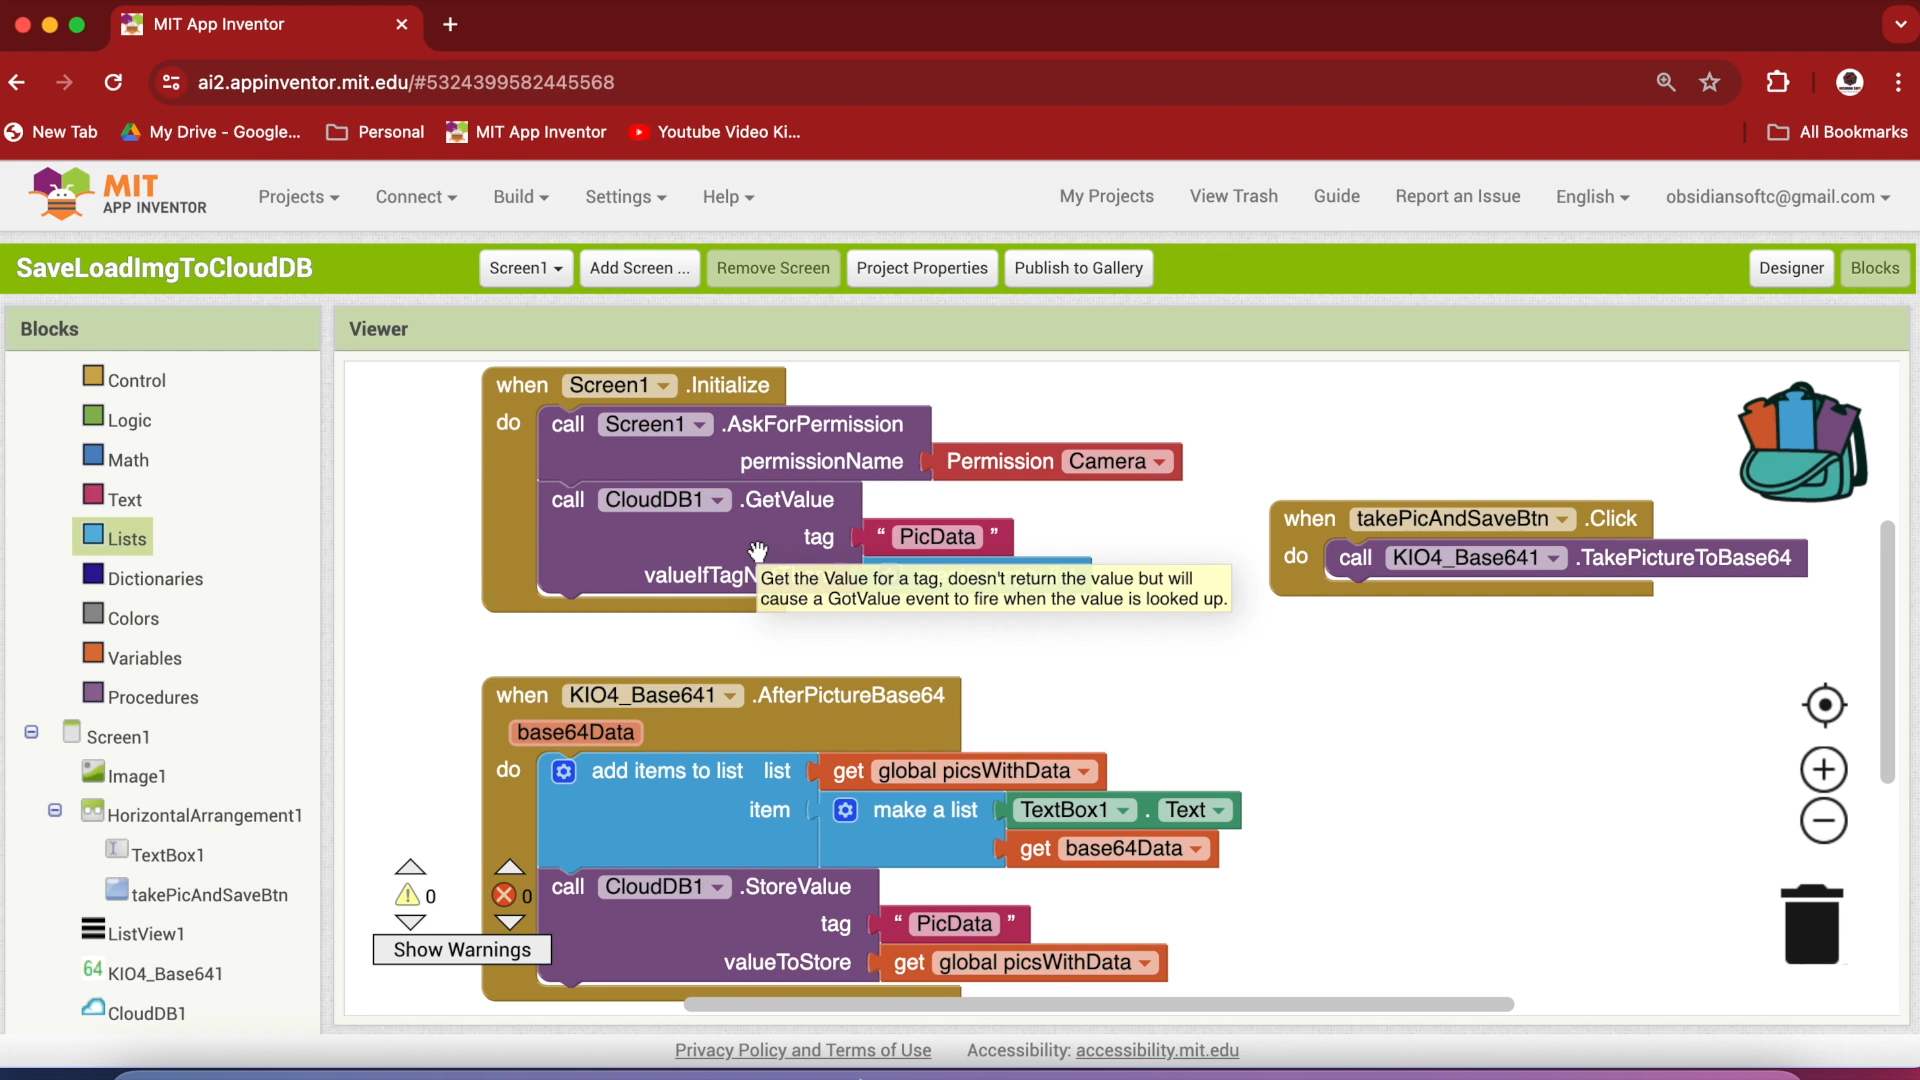 MIT App Inventor
ai2.appinventor.mit.edu/#5324399582445568
New Tab
My Drive - Google...
Personal
MIT App Inventor
Youtube Video Ki...
All Bookmarks
MIT
APP INVENTOR
Projects
Connect
Build
Settings
Help
My Projects
View Trash
Guide
Report an Issue
English
obsidiansoftc@gmail.com
SaveLoadImgToCloudDB
Screen1
Add Screen ...
Remove Screen
Project Properties
Publish to Gallery
Designer
Blocks
Blocks
Control
Logic
Math
Text
Lists
Dictionaries
Colors
Variables
Procedures
Screen1
Image1
HorizontalArrangement1
TextBox1
takePicAndSaveBtn
ListView1
64 KIO4_Base641
CloudDB1
Viewer
when Screen1 .Initialize
do call Screen1 .AskForPermission
permissionName Permission Camera
call CloudDB1 .GetValue
tag " PicData "
valueIfTagN
Get the Value for a tag, doesn't return the value but will
cause a GotValue event to fire when the value is looked up.
when takePicAndSaveBtn .Click
do call KIO4_Base641 .TakePictureToBase64
when KIO4_Base641 .AfterPictureBase64
base64Data
do add items to list list get global picsWithData
item make a list TextBox1 . Text
get base64Data
call CloudDB1 .StoreValue
tag " PicData "
valueToStore get global picsWithData
0
0
Show Warnings
Privacy Policy and Terms of Use
Accessibility: accessibility.mit.edu